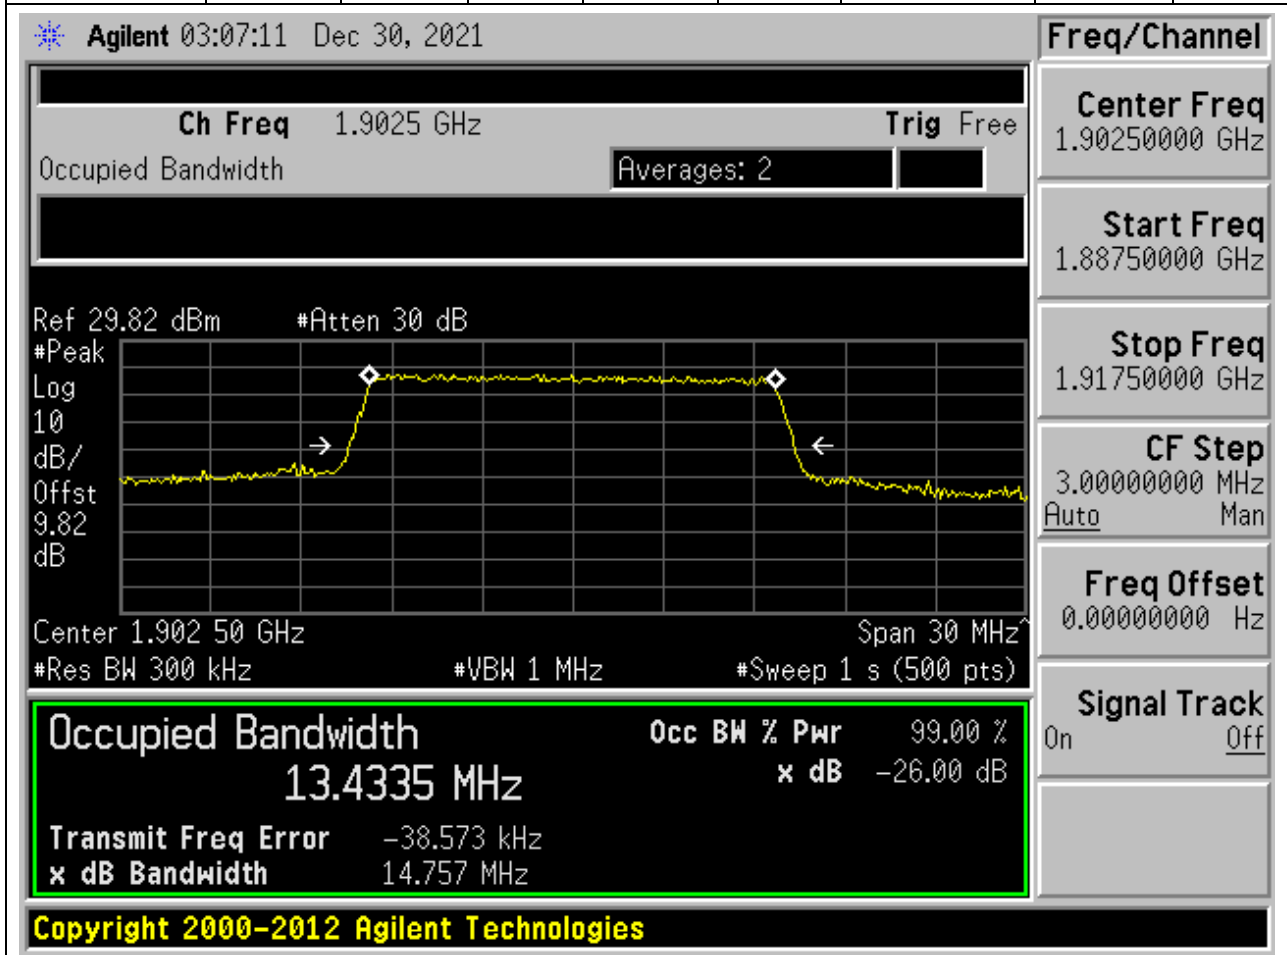 Agilent 03:07:11 Dec 30, 2021
Freq/Channel
Ch Freq 1.9025 GHz Trig Free
Occupied Bandwidth Averages: 2
Center Freq
1.90250000 GHz
Start Freq
1.88750000 GHz
Stop Freq
1.91750000 GHz
CF Step
3.00000000 MHz
Auto Man
Freq Offset
0.00000000 Hz
Signal Track
On Off
Ref 29.82 dBm #Atten 30 dB
#Peak
Log
10
dB/
Offst
9.82
dB
Center 1.902 50 GHz Span 30 MHz^
#Res BW 300 kHz #VBW 1 MHz #Sweep 1 s (500 pts)
Occupied Bandwidth Occ BW % Pwr 99.00 %
13.4335 MHz x dB -26.00 dB
Transmit Freq Error -38.573 kHz
x dB Bandwidth 14.757 MHz
Copyright 2000-2012 Agilent Technologies